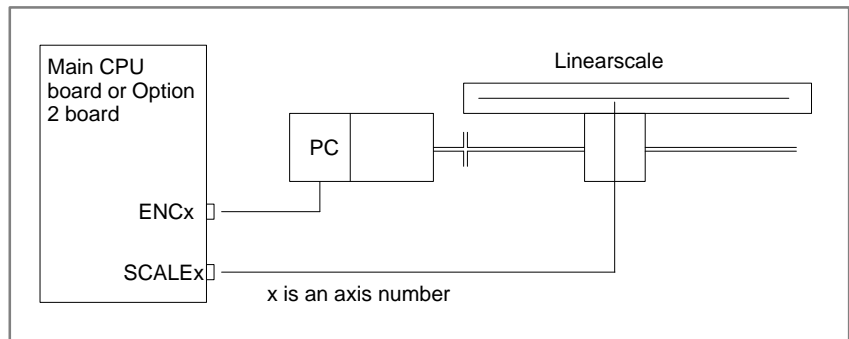 Main CPU
board or Option
2 board
Linearscale
PC
ENCx
SCALEx
x is an axis number